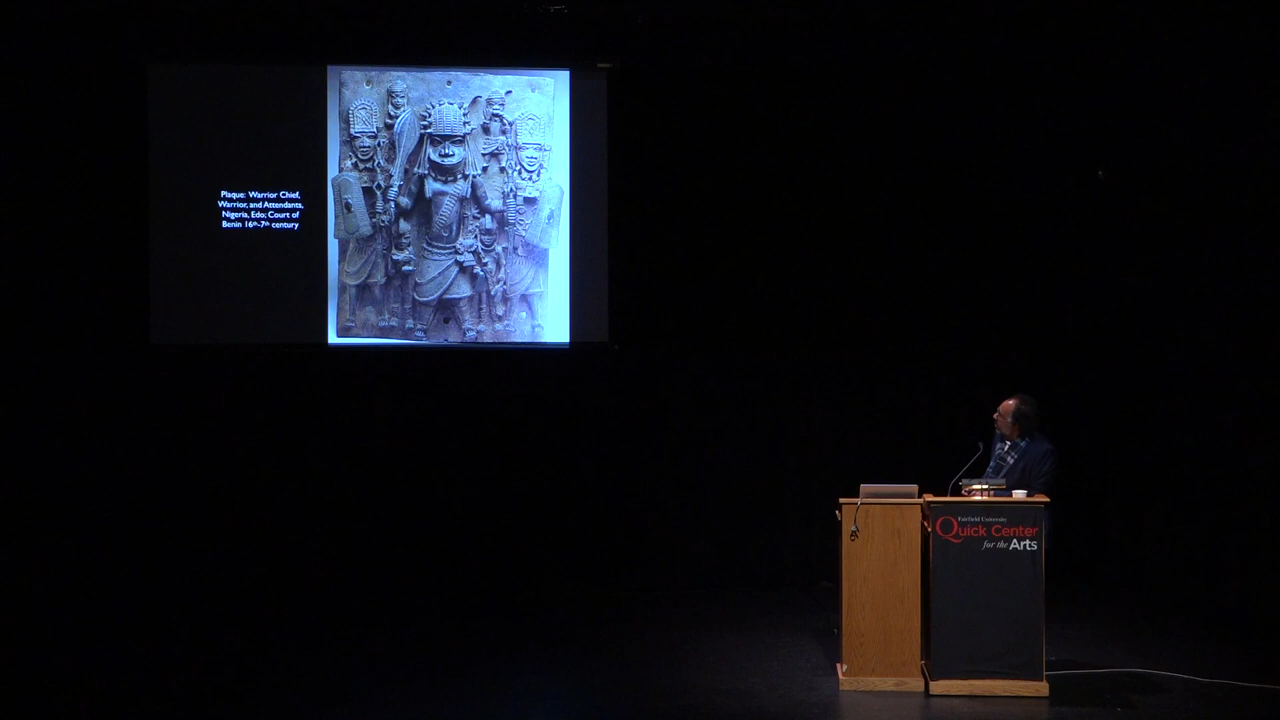 Plaque: Warrior Chief,
Warrior, and Attendants,
Nigeria, Edo; Court of
Benin 16th-7th century
Fairfield University
Quick Center
for the Arts